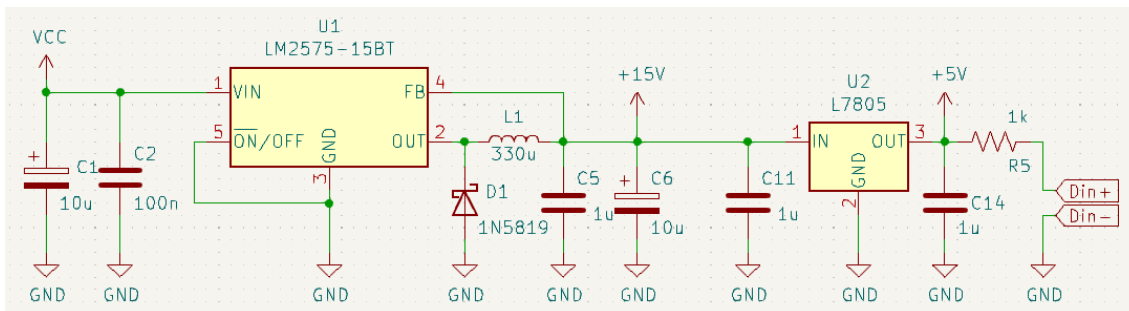 VCC
U1
LM2575-15BT
1
VIN
FB
4
5
ON/OFF
GND
3
OUT
2
L1
330u
+15V
U2
L7805
1
IN
OUT
3
GND
2
+5V
1k
R5
Din+
Din-
C1
10u
C2
100n
D1
1N5819
C5
1u
+
C6
10u
C11
1u
C14
1u
+
GND
GND
GND
GND
GND
GND
GND
GND
GND
GND